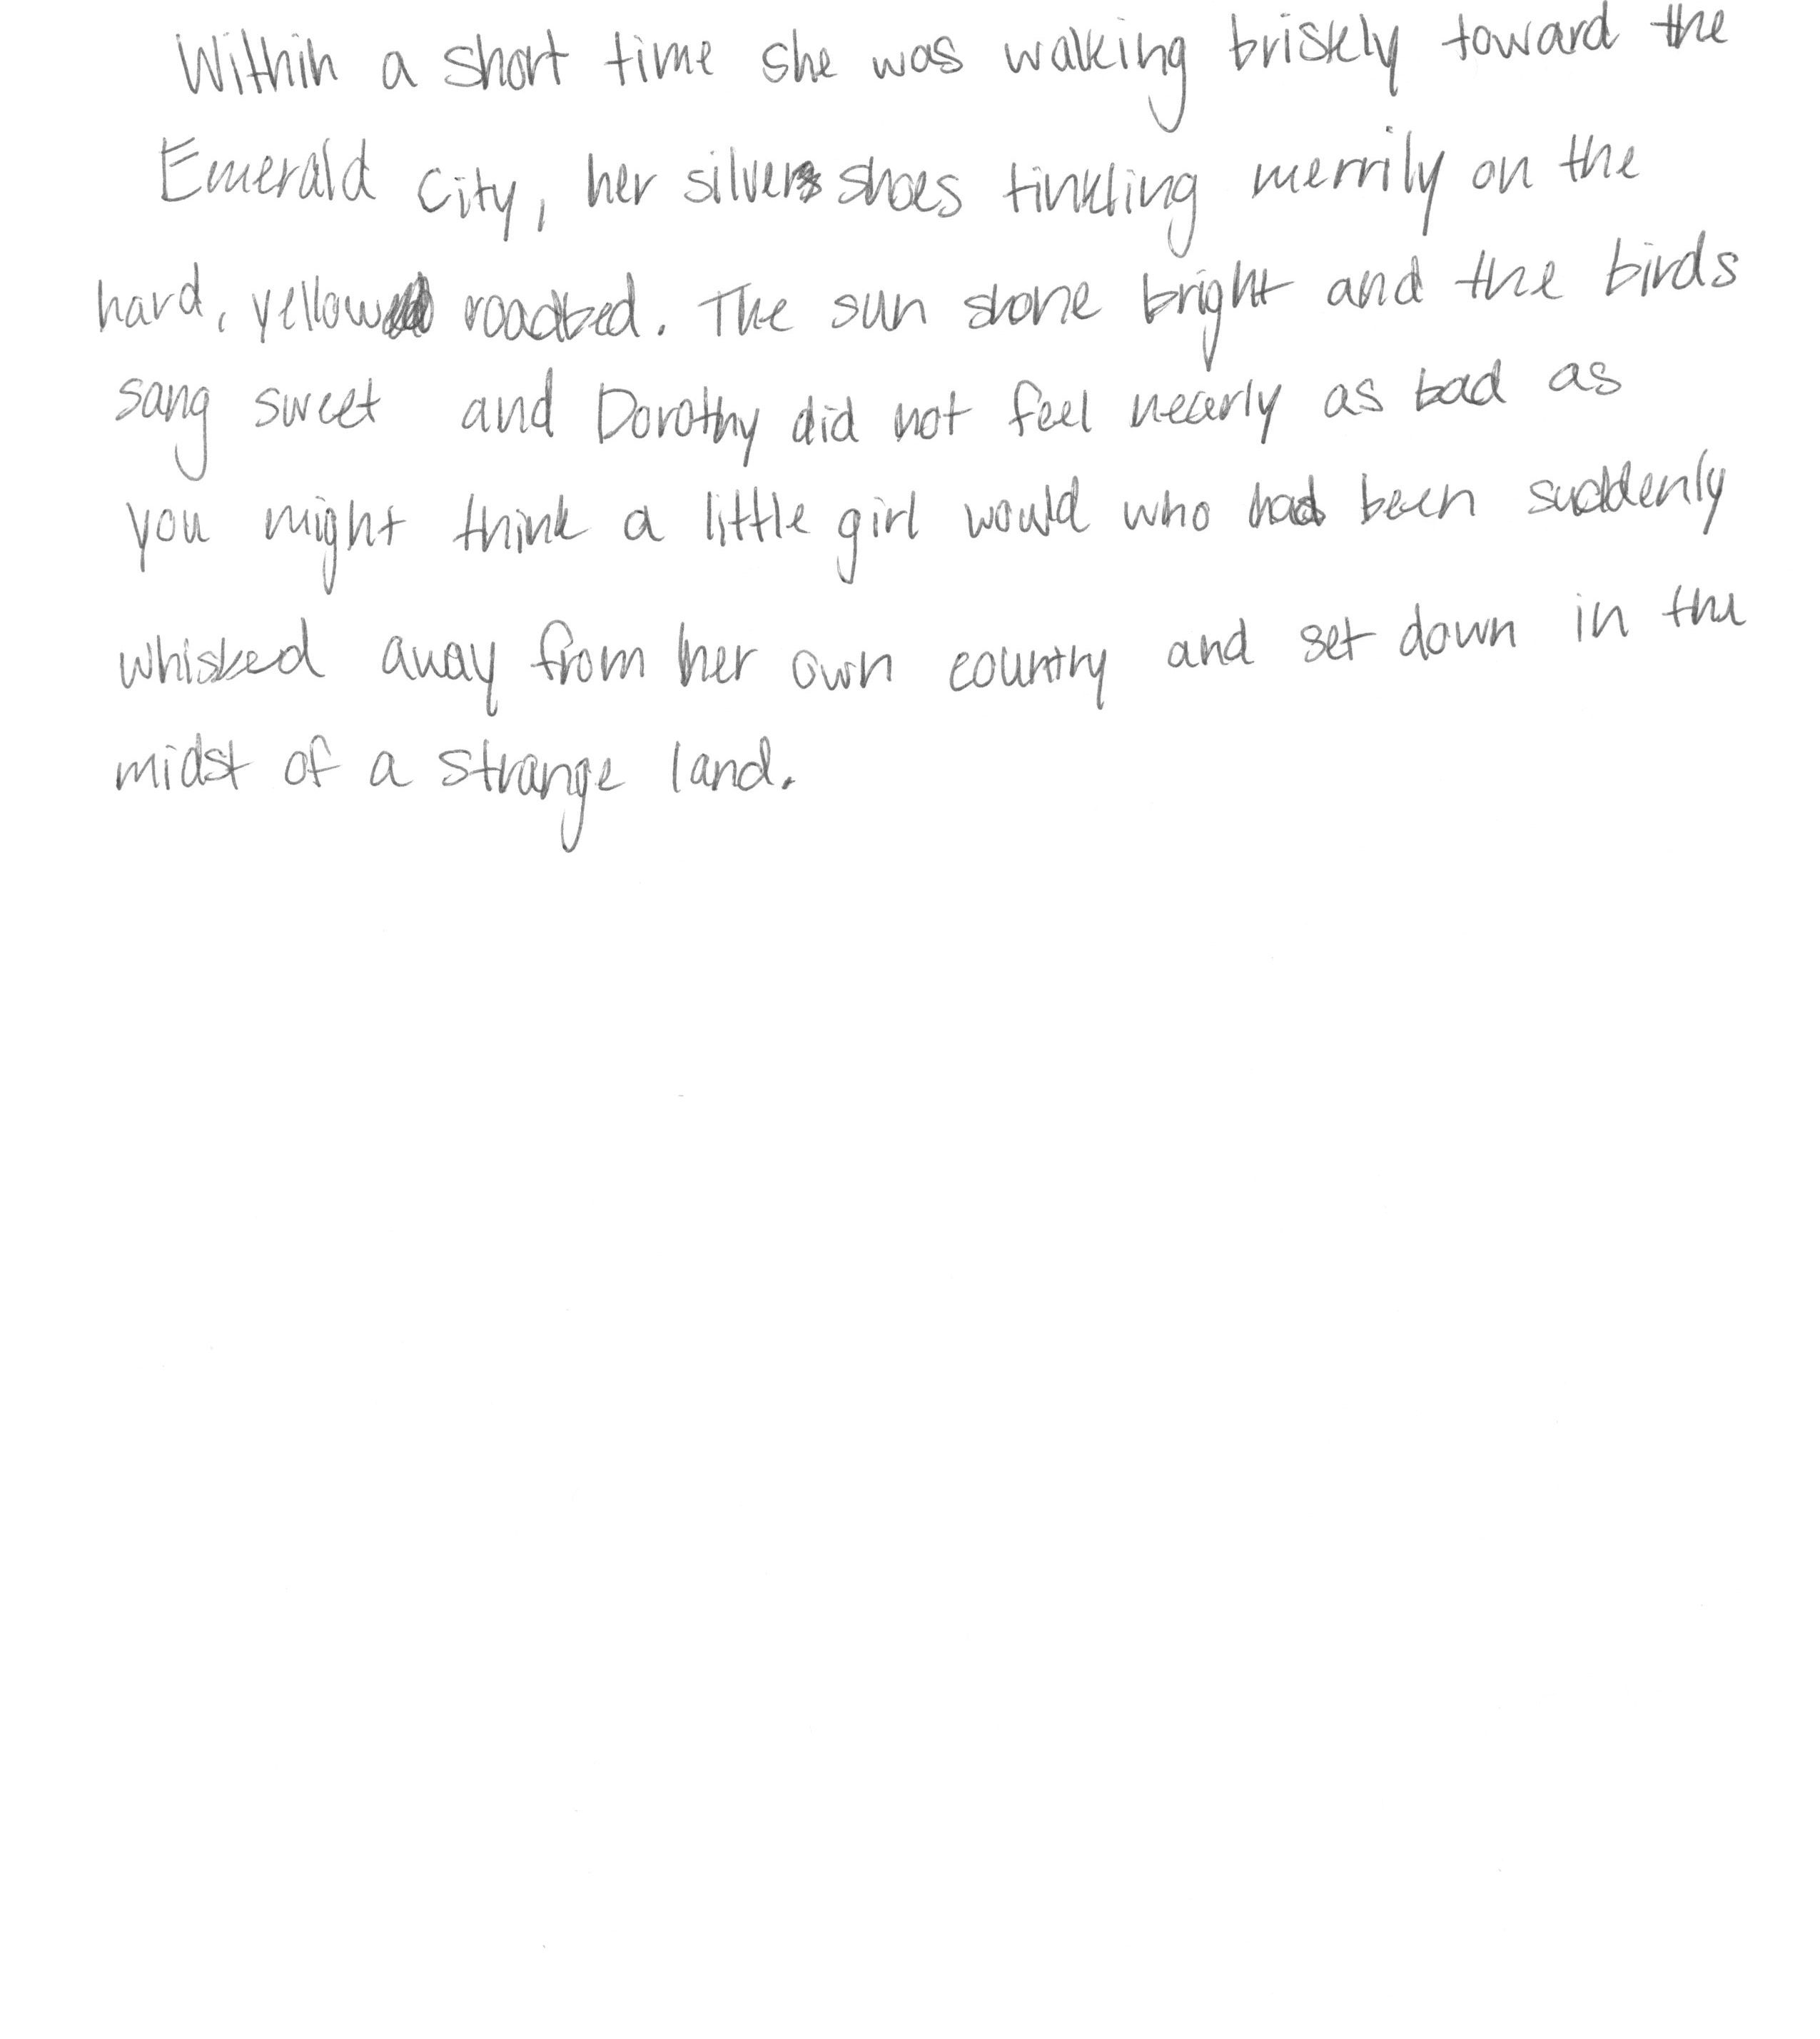 Within a short time she was walking briskly toward the
Emerald City, her silver shoes tinkling merrily on the
hard, yellow roadbed. The sun shone bright and the birds
sang sweet and Dorothy did not feel nearly as bad as
you might think a little girl would who had been suddenly
whisked away from her own country and set down in the
midst of a strange land.